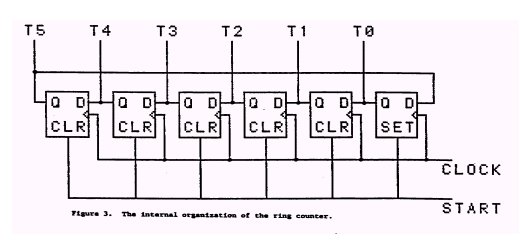 T5 T4 T3 T2 T1 T0
Q D Q D Q D Q D Q D Q D
CLR CLR CLR CLR CLR SET
CLOCK
START
Figure 3. The internal organization of the ring counter.